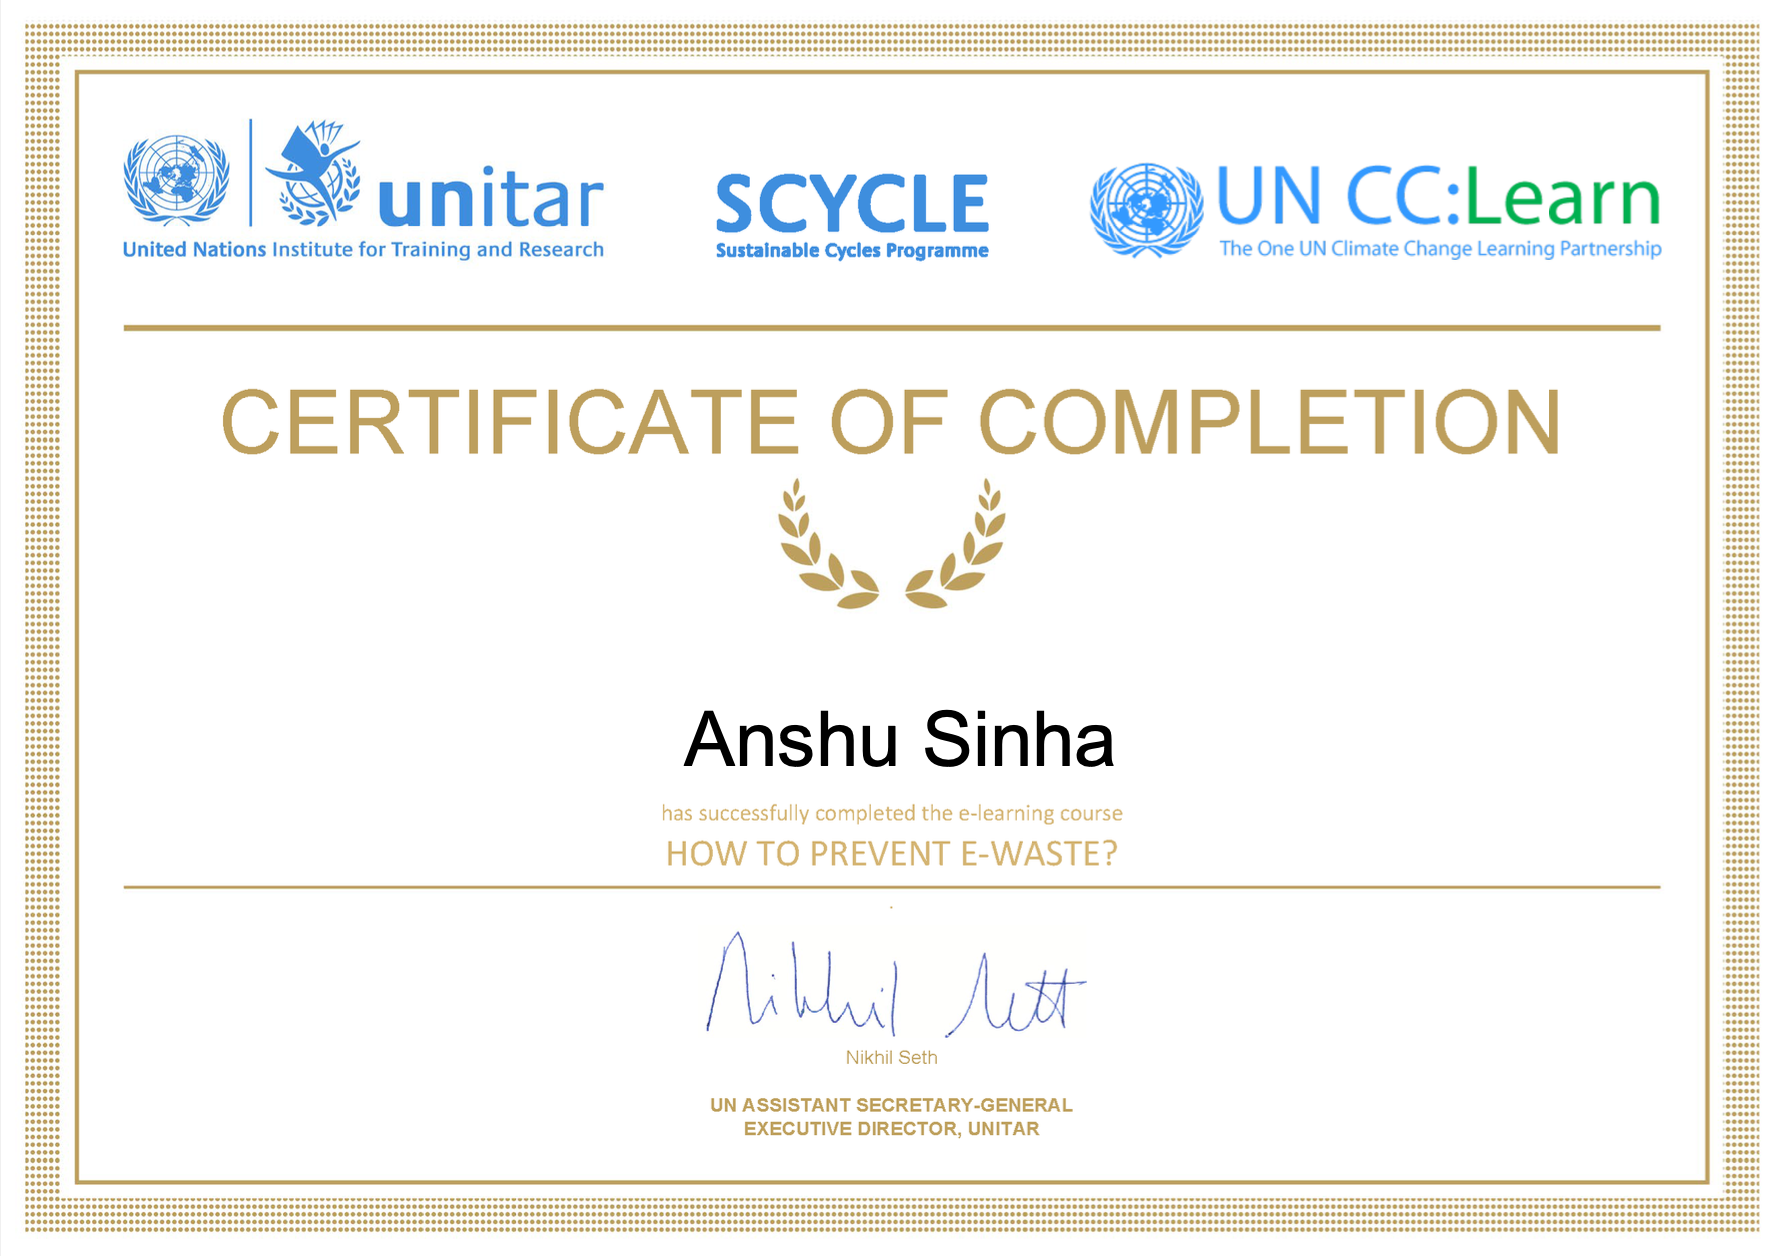 unitar
United Nations Institute for Training and Research
SCYCLE
Sustainable Cycles Programme
UN CC:Learn
The One UN Climate Change Learning Partnership
CERTIFICATE OF COMPLETION
Anshu Sinha
has successfully completed the e-learning course
HOW TO PREVENT E-WASTE?
Nikhil Seth
Nikhil Seth
UN ASSISTANT SECRETARY-GENERAL
EXECUTIVE DIRECTOR, UNITAR